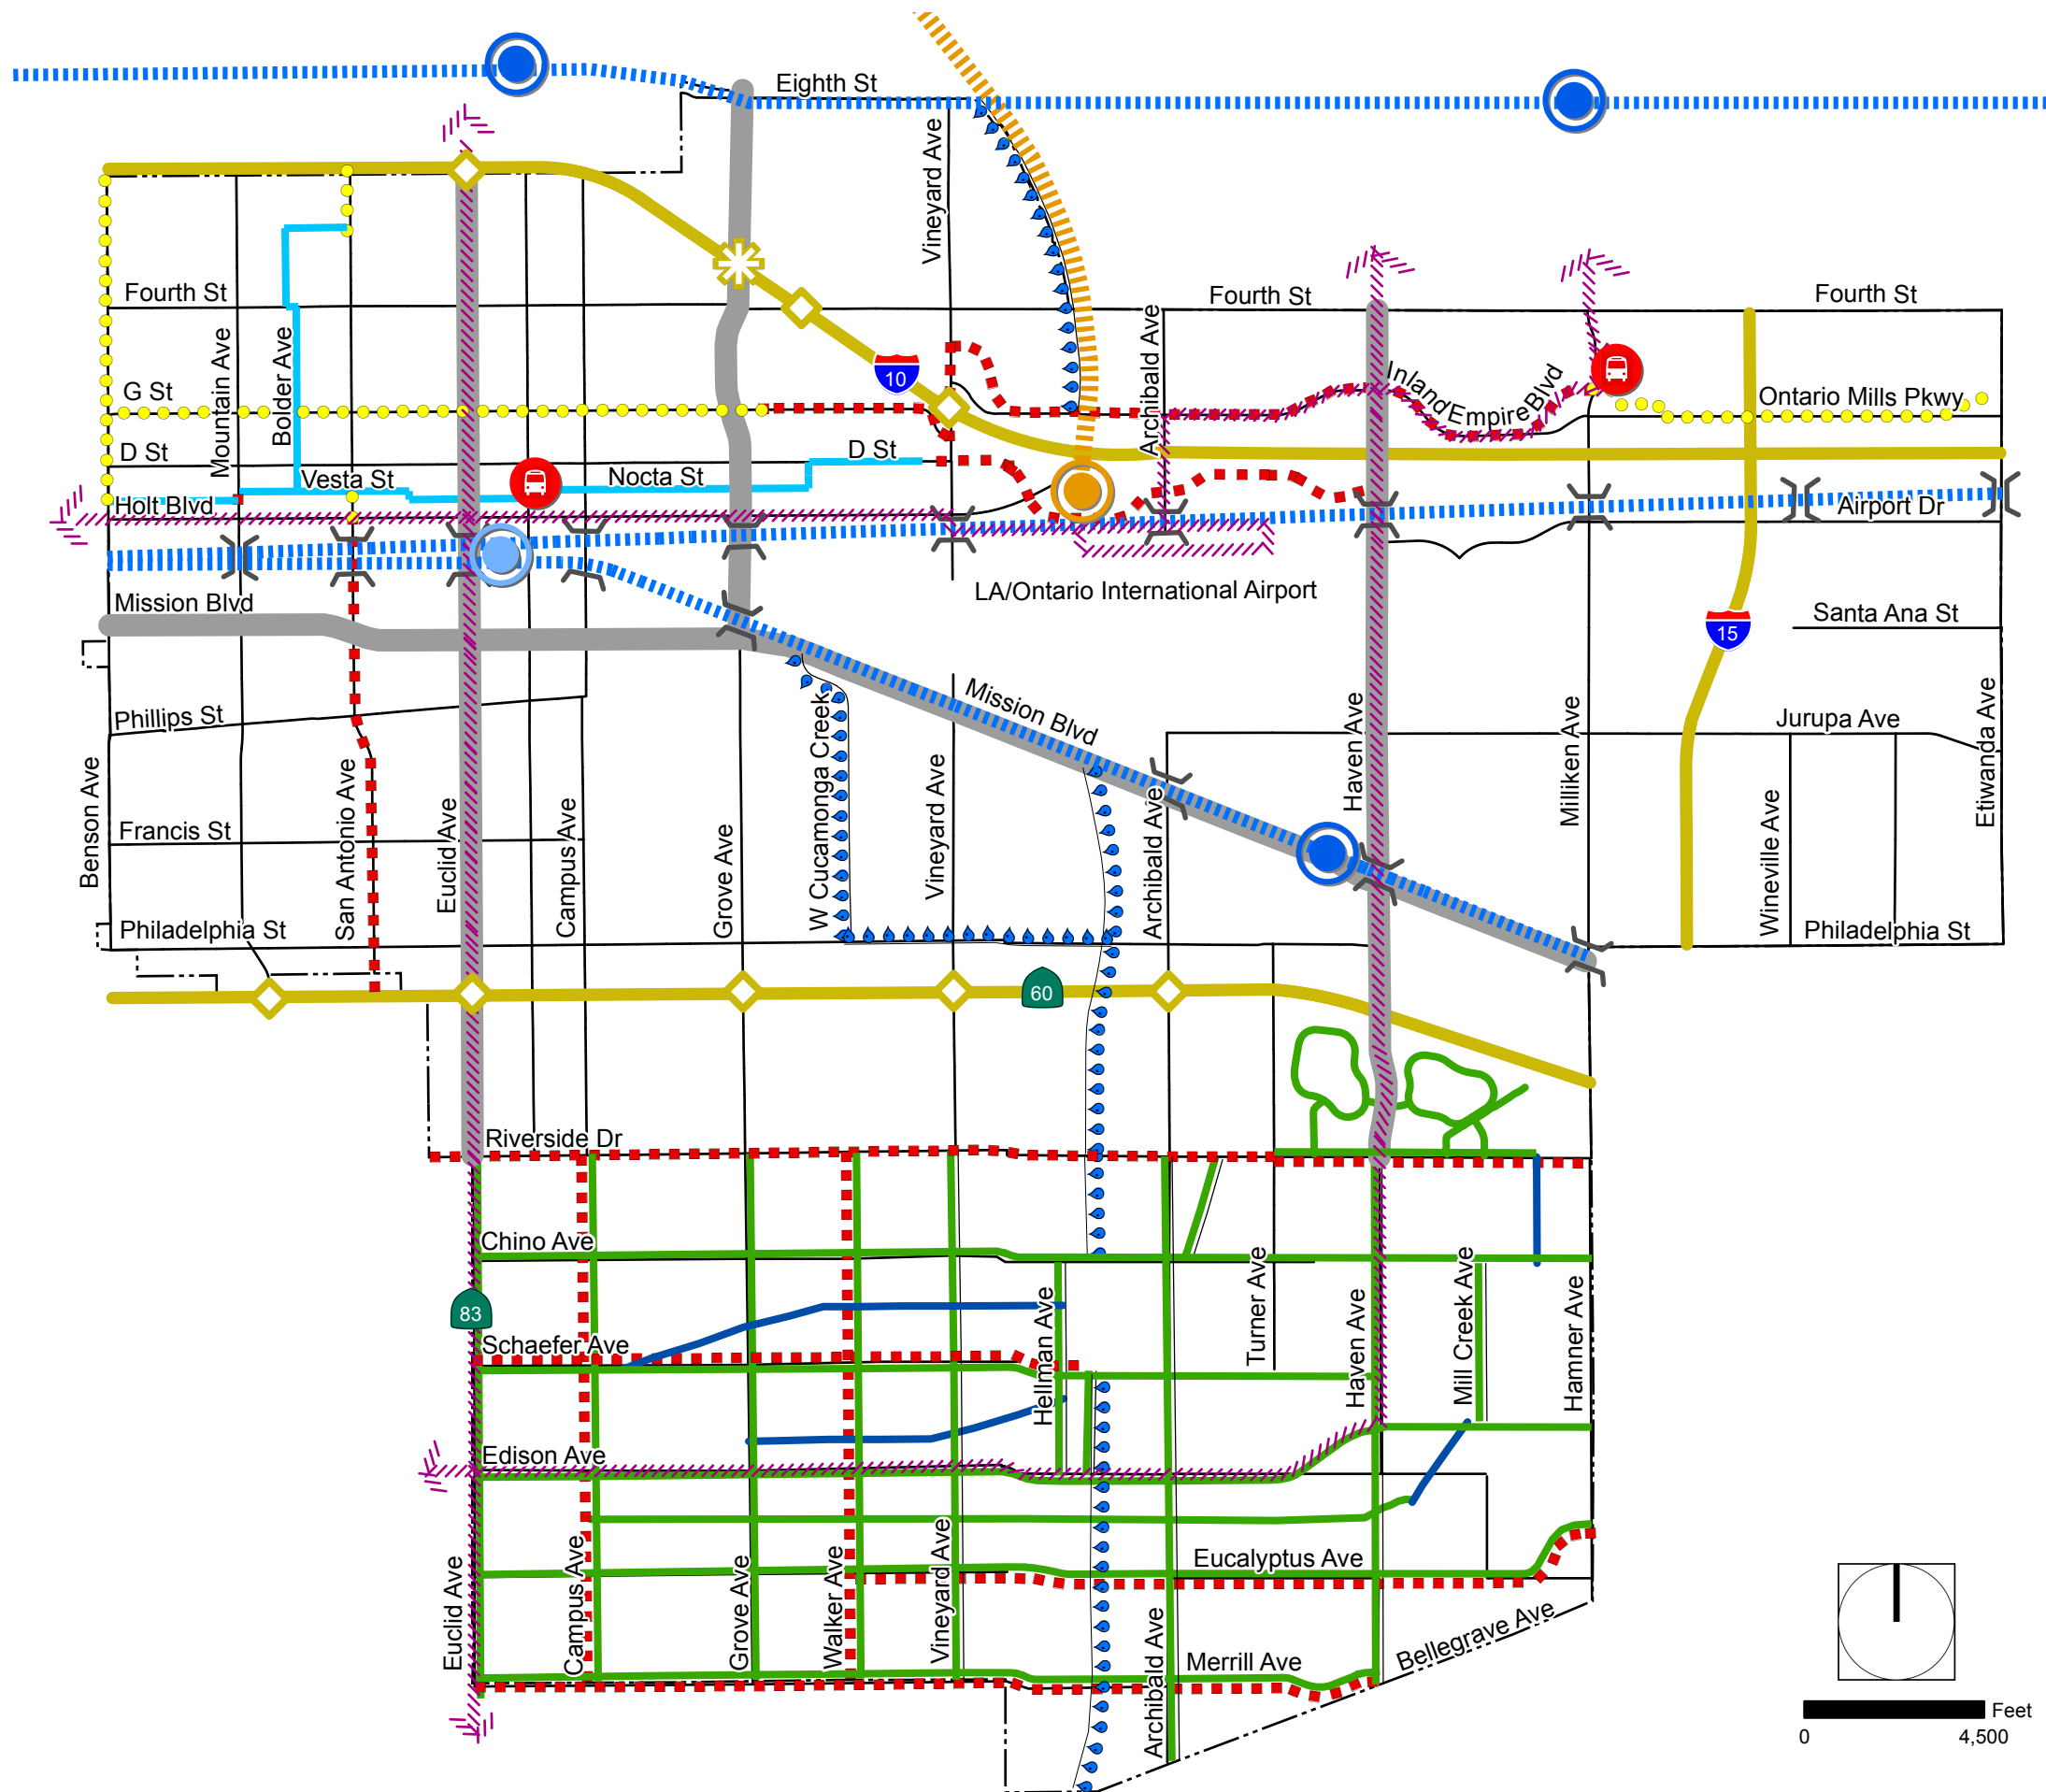 Eighth St
Vineyard Ave
Fourth St
Fourth St
Fourth St
Mountain Ave
Bolder Ave
Archibald Ave
10
G St
Inland Empire Blvd
Ontario Mills Pkwy
D St
D St
Vesta St
Nocta St
Holt Blvd
Airport Dr
LA/Ontario International Airport
Mission Blvd
Santa Ana St
15
Phillips St
Mission Blvd
Jurupa Ave
Benson Ave
San Antonio Ave
Euclid Ave
Campus Ave
Grove Ave
W Cucamonga Creek
Vineyard Ave
Archibald Ave
Haven Ave
Milliken Ave
Wineville Ave
Etiwanda Ave
Francis St
Philadelphia St
Philadelphia St
60
Riverside Dr
Chino Ave
83
Schaefer Ave
Hellman Ave
Turner Ave
Haven Ave
Mill Creek Ave
Hamner Ave
Edison Ave
Eucalyptus Ave
Euclid Ave
Campus Ave
Grove Ave
Walker Ave
Vineyard Ave
Archibald Ave
Merrill Ave
Bellegrave Ave
Feet
0
4,500